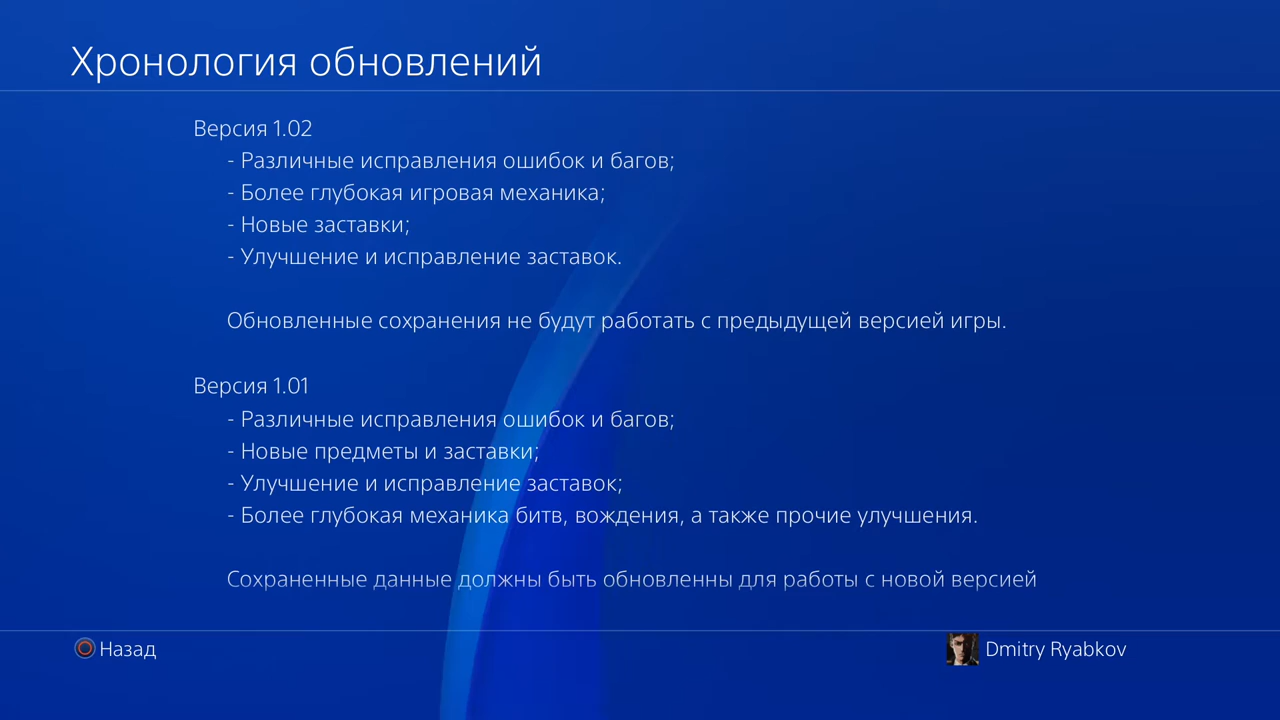 Хронология обновлений
Версия 1.02
- Различные исправления ошибок и багов;
- Более глубокая игровая механика;
- Новые заставки;
- Улучшение и исправление заставок.
Обновленные сохранения не будут работать с предыдущей версией игры.
Версия 1.01
- Различные исправления ошибок и багов;
- Новые предметы и заставки;
- Улучшение и исправление заставок;
- Более глубокая механика битв, вождения, а также прочие улучшения.
Сохраненные данные должны быть обновленны для работы с новой версией
Назад
Dmitry Ryabkov